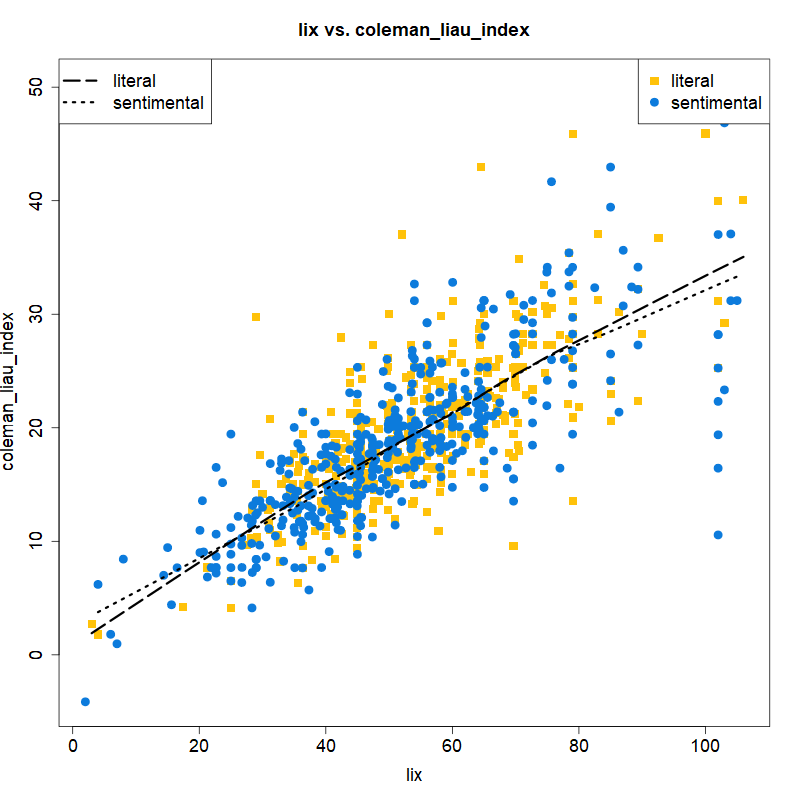 lix vs. coleman_liau_index
literal
sentimental
literal
sentimental
50
40
30
20
10
0
coleman_liau_index
0 20 40 60 80 100
lix